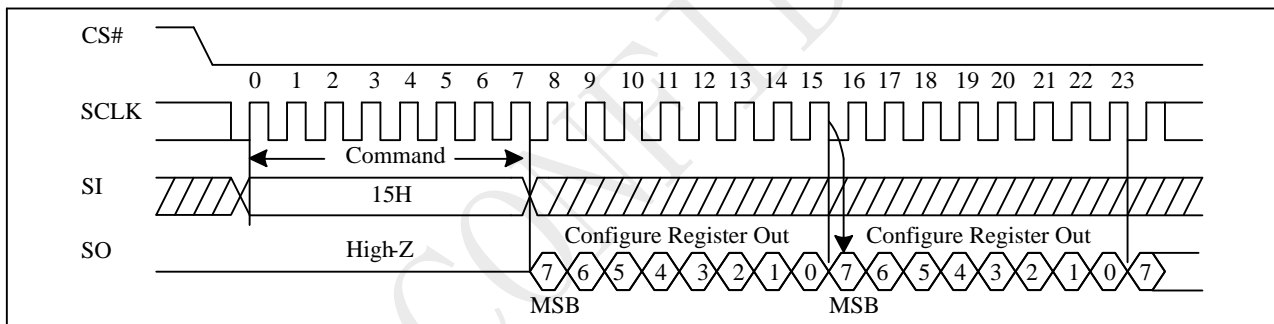 CS#
0 1 2 3 4 5 6 7 8 9 10 11 12 13 14 15 16 17 18 19 20 21 22 23
SCLK
Command
SI
15H
High-Z
Configure Register Out
Configure Register Out
SO
7 6 5 4 3 2 1 0 7 6 5 4 3 2 1 0 7
MSB
MSB